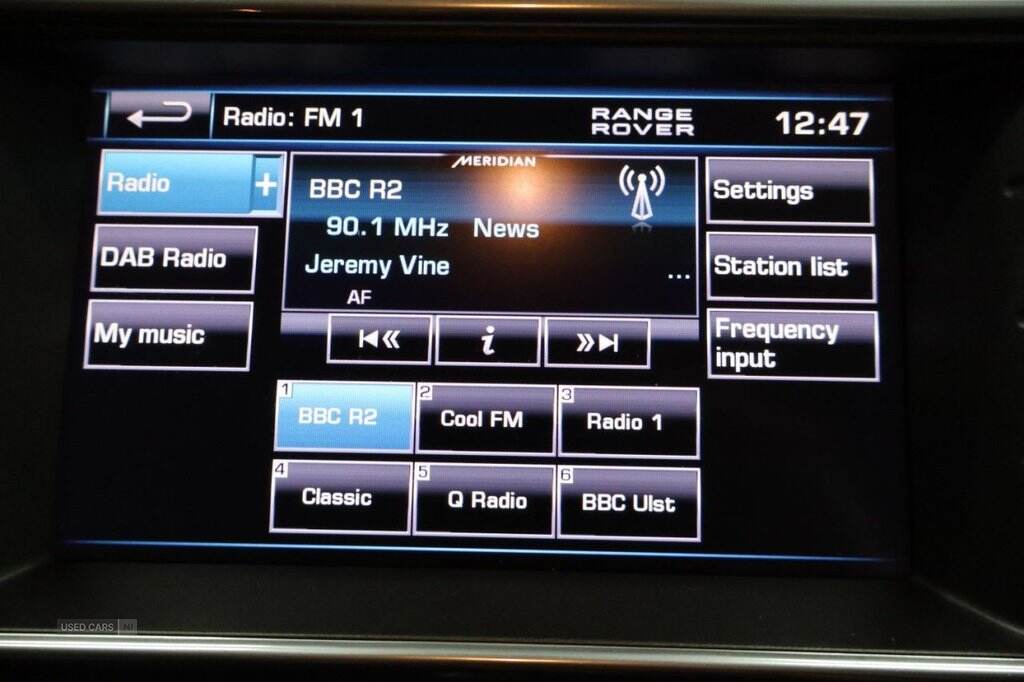 Radio: FM 1
RANGE
ROVER
12:47
Radio +
DAB Radio
My music
MERIDIAN
BBC R2
90.1 MHz News
Jeremy Vine
...
AF
i
Settings
Station list
Frequency
input
1 BBC R2
2 Cool FM
3 Radio 1
4 Classic
5 Q Radio
6 BBC Ulst
USED CARS NI